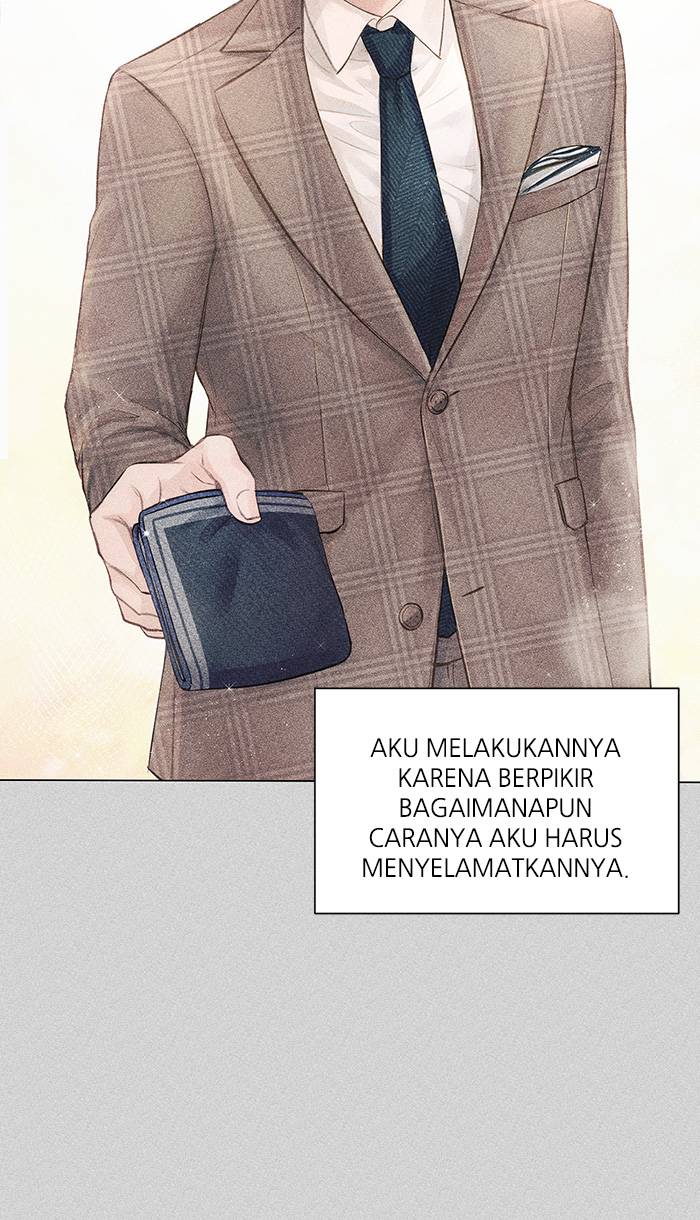 AKU MELAKUKANNYA
KARENA BERPIKIR
BAGAIMANAPUN
CARANYA AKU HARUS
MENYELAMATKANNYA.